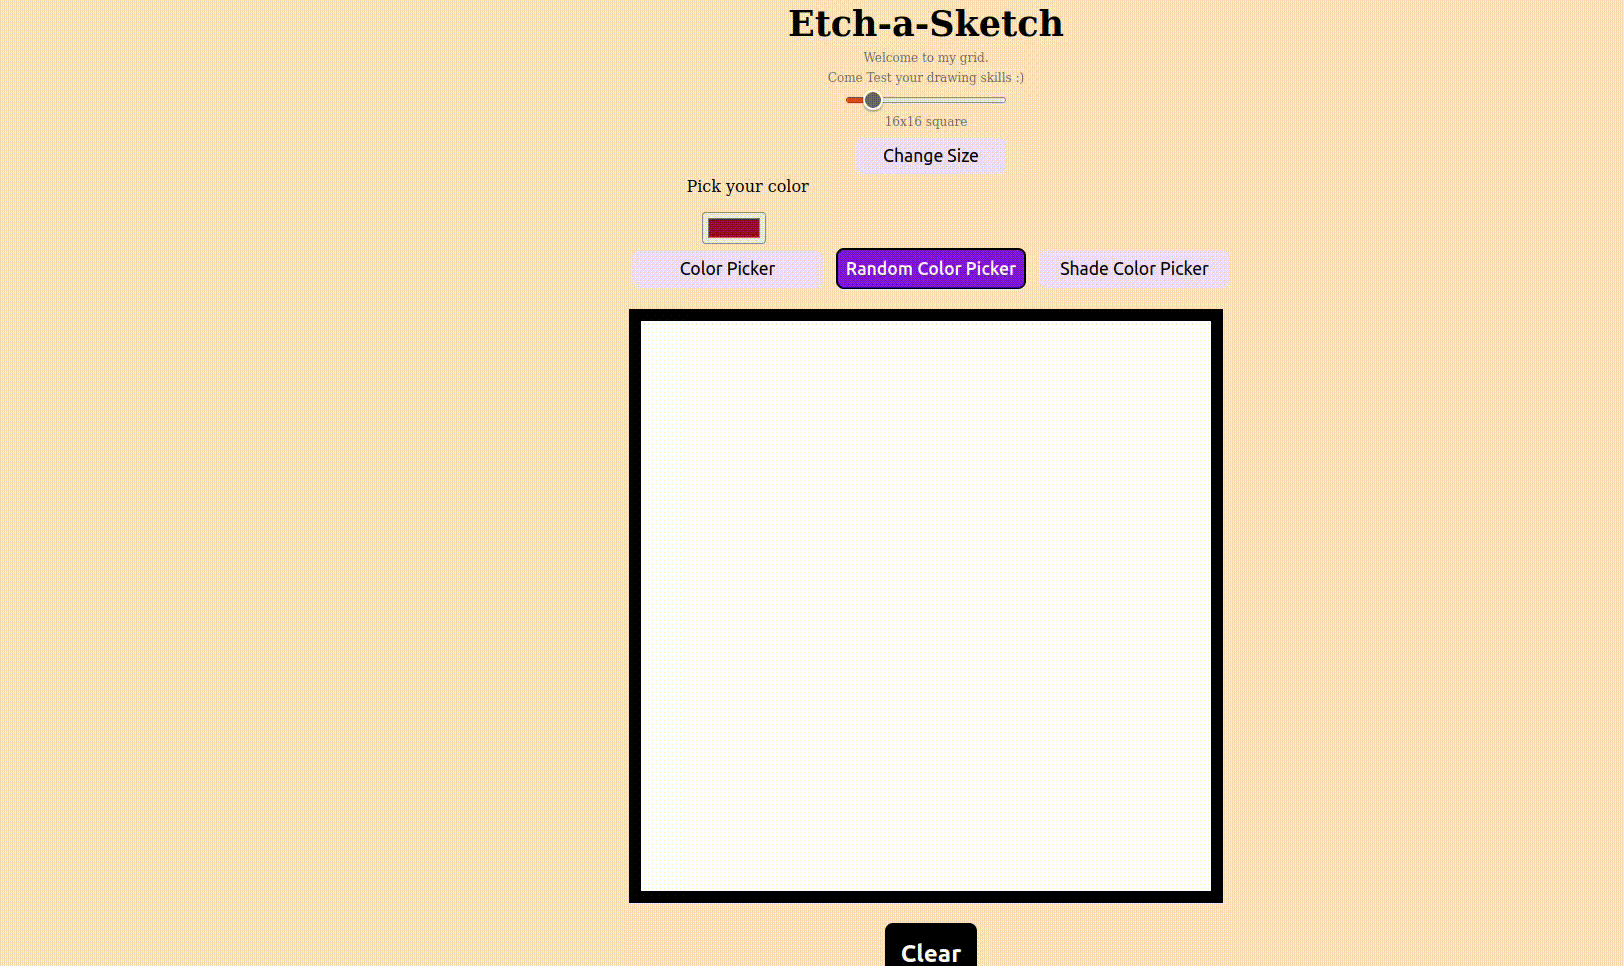 Etch-a-Sketch
Welcome to my grid.
Come Test your drawing skills :)
16x16 square
Change Size
Pick your color
Color Picker
Random Color Picker
Shade Color Picker
Clear